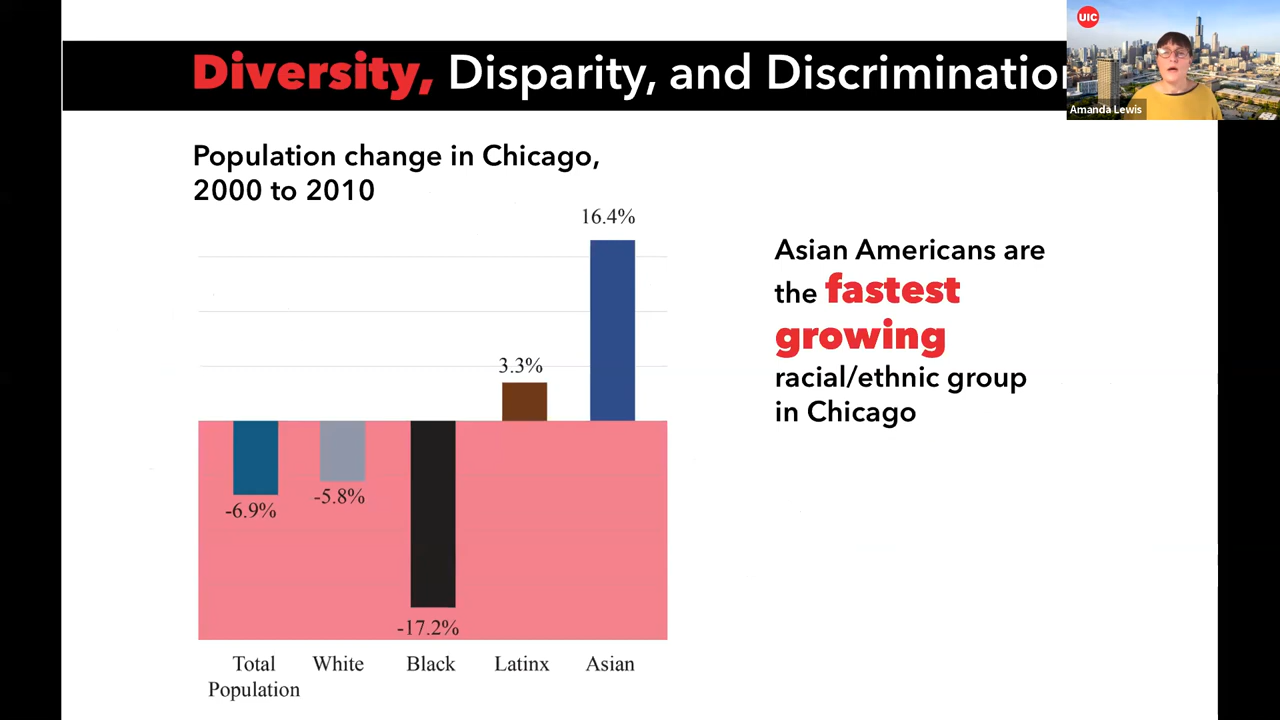 Diversity, Disparity, and Discrimination
UIC
Amanda Lewis
Population change in Chicago,
2000 to 2010
16.4%
3.3%
-6.9%
-5.8%
-17.2%
Total
Population
White
Black
Latinx
Asian
Asian Americans are
the fastest
growing
racial/ethnic group
in Chicago